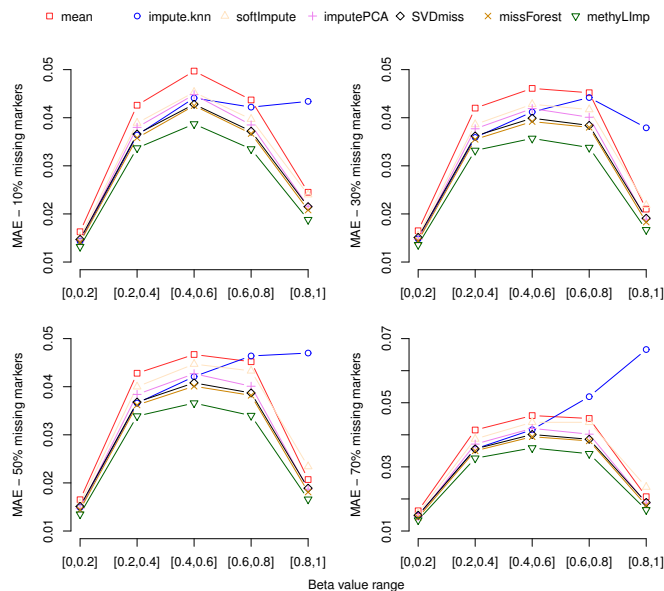 mean impute.knn softImpute imputePCA SVDmiss missForest methyLImp
MAE − 10% missing markers
0.05
0.04
0.03
0.02
0.01
[0,0.2] [0.2,0.4] [0.4,0.6] [0.6,0.8] [0.8,1]
MAE − 30% missing markers
0.05
0.04
0.03
0.02
0.01
[0,0.2] [0.2,0.4] [0.4,0.6] [0.6,0.8] [0.8,1]
MAE − 50% missing markers
0.05
0.04
0.03
0.02
0.01
[0,0.2] [0.2,0.4] [0.4,0.6] [0.6,0.8] [0.8,1]
MAE − 70% missing markers
0.07
0.05
0.03
0.01
[0,0.2] [0.2,0.4] [0.4,0.6] [0.6,0.8] [0.8,1]
Beta value range